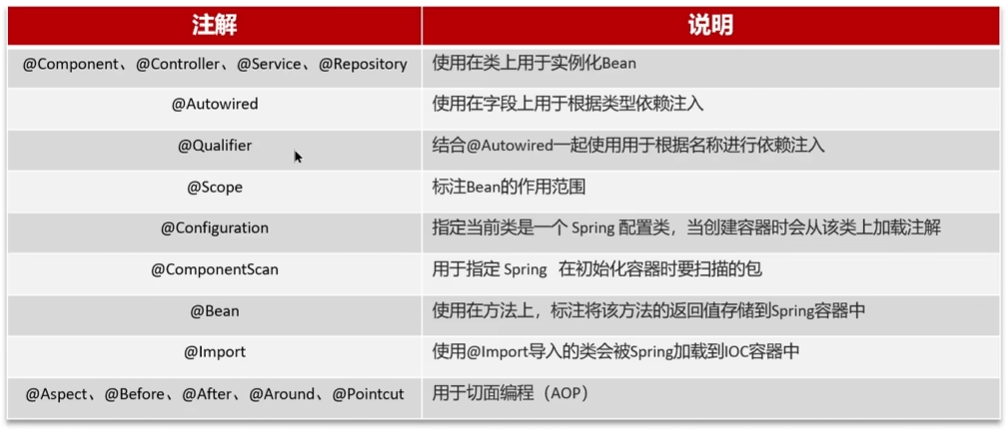 注解 说明
@Component、@Controller、@Service、@Repository 使用在类上用于实例化Bean
@Autowired 使用在字段上用于根据类型依赖注入
@Qualifier 结合@Autowired一起使用用于根据名称进行依赖注入
@Scope 标注Bean的作用范围
@Configuration 指定当前类是一个 Spring 配置类，当创建容器时会从该类上加载注解
@ComponentScan 用于指定 Spring 在初始化容器时要扫描的包
@Bean 使用在方法上，标注将该方法的返回值存储到Spring容器中
@Import 使用@Import导入的类会被Spring加载到IOC容器中
@Aspect、@Before、@After、@Around、@Pointcut 用于切面编程（AOP）